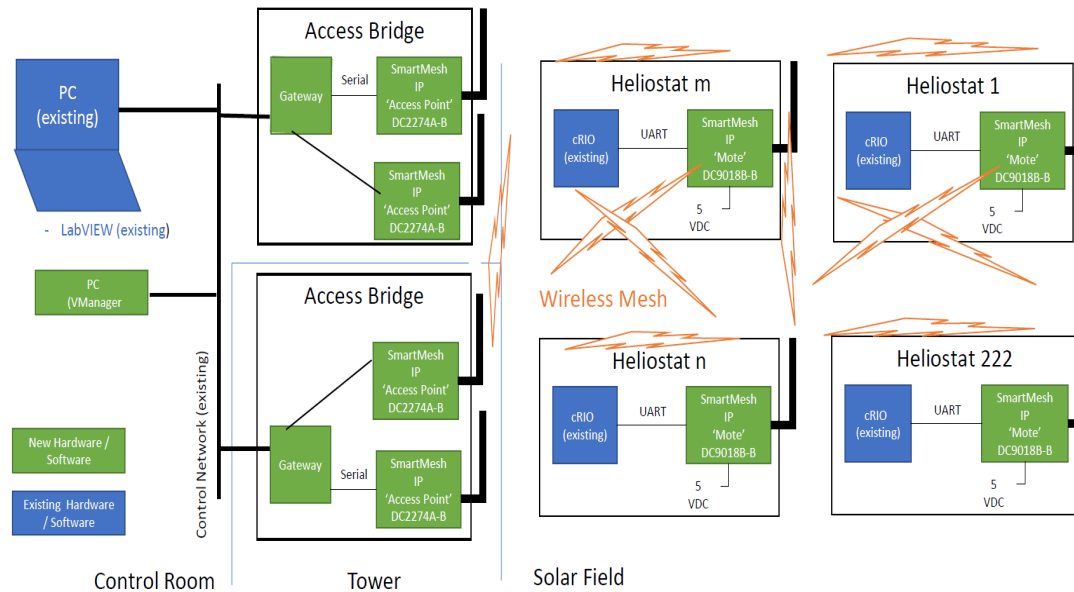 PC
(existing)
- LabVIEW (existing)
PC
(VManager
New Hardware /
Software
Existing Hardware
/ Software
Control Network (existing)
Control Room
Access Bridge
Gateway
Serial
SmartMesh
IP
'Access Point'
DC2274A-B
SmartMesh
IP
'Access Point'
DC2274A-B
Access Bridge
SmartMesh
IP
'Access Point'
DC2274A-B
Gateway
Serial
SmartMesh
IP
'Access Point'
DC2274A-B
Tower
Heliostat m
cRIO
(existing)
UART
SmartMesh
IP
'Mote'
DC9018B-B
5
VDC
Heliostat 1
cRIO
(existing)
UART
SmartMesh
IP
'Mote'
DC9018B-B
5
VDC
Wireless Mesh
Heliostat n
cRIO
(existing)
UART
SmartMesh
IP
'Mote'
DC9018B-B
5
VDC
Heliostat 222
cRIO
(existing)
UART
SmartMesh
IP
'Mote'
DC9018B-B
5
VDC
Solar Field